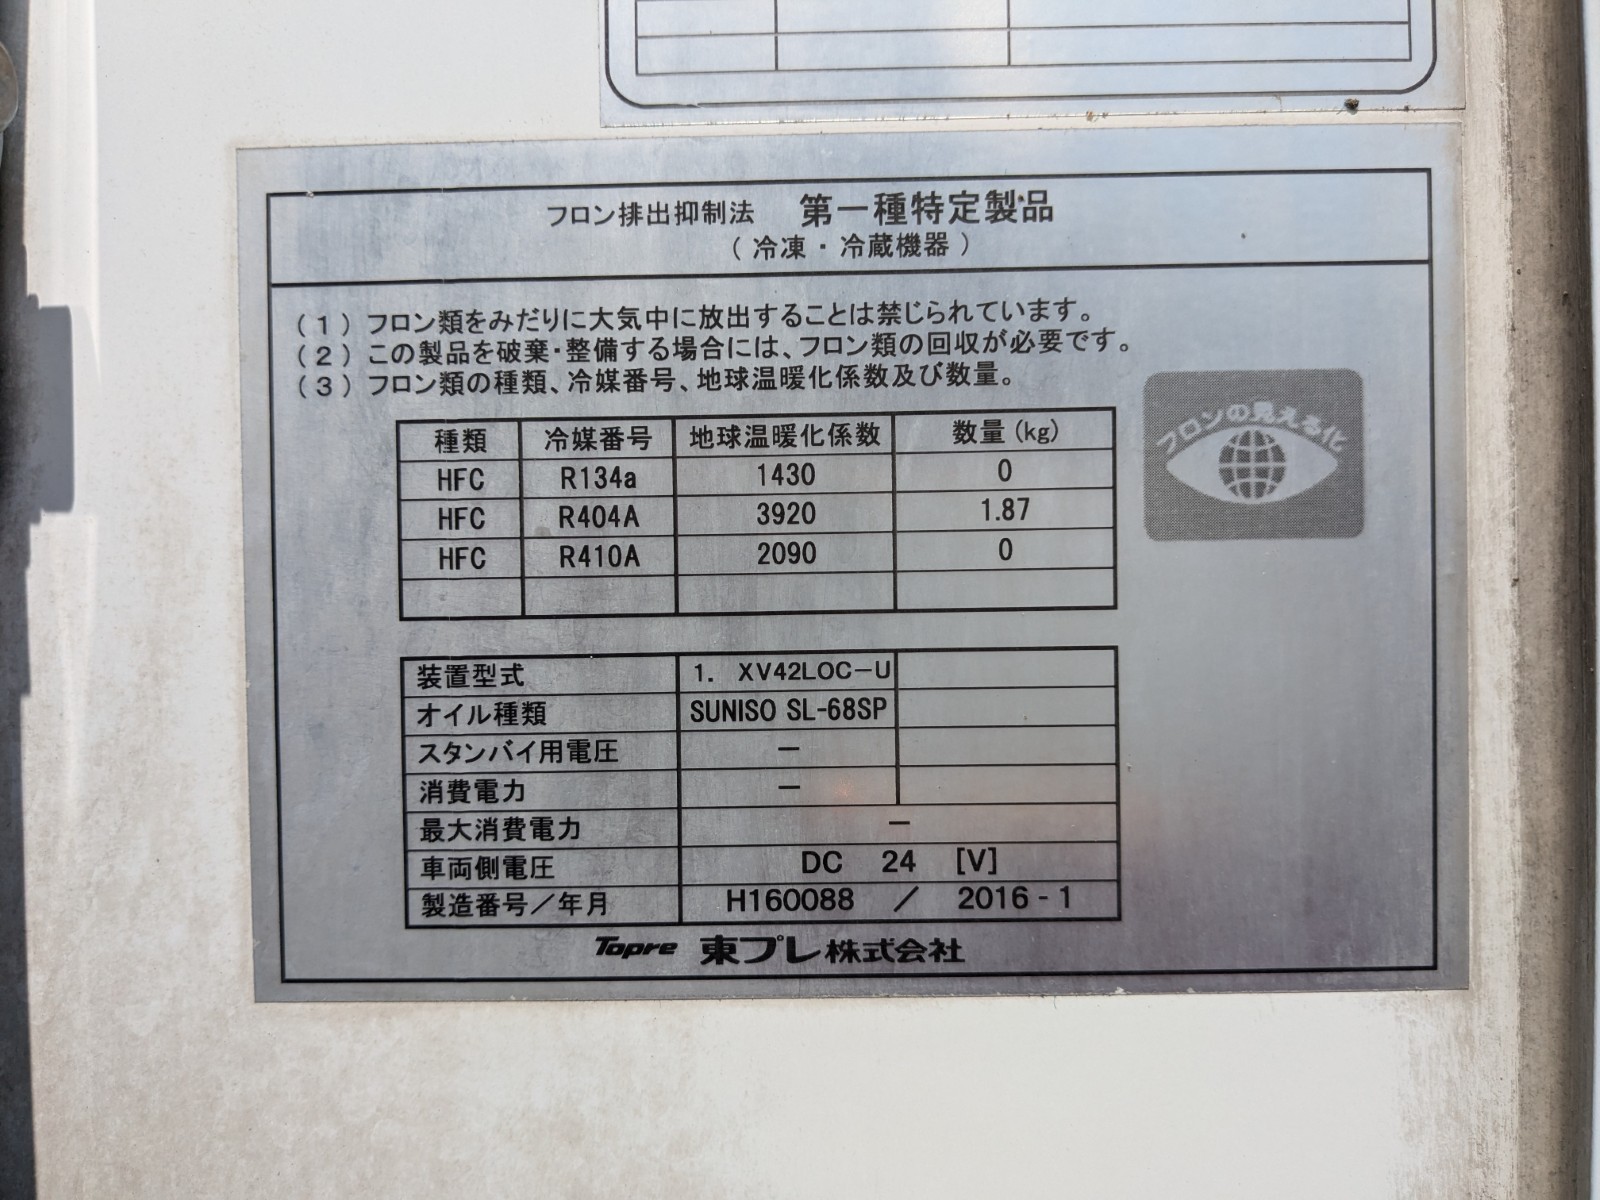 フロン排出抑制法 第一種特定製品
(冷凍・冷蔵機器)
(1)フロン類をみだりに大気中に放出することは禁じられています。
(2)この製品を破棄・整備する場合には、フロン類の回収が必要です。
(3)フロン類の種類、冷媒番号、地球温暖化係数及び数量。
フロンの見える化
種類 冷媒番号 地球温暖化係数 数量(kg)
HFC R134a 1430 0
HFC R404A 3920 1.87
HFC R410A 2090 0
装置型式 1. XV42LOC-U
オイル種類 SUNISO SL-68SP
スタンバイ用電圧 ー
消費電力 ー
最大消費電力 ー
車両側電圧 DC 24 [V]
製造番号/年月 H160088 / 2016-1
Topre 東プレ株式会社